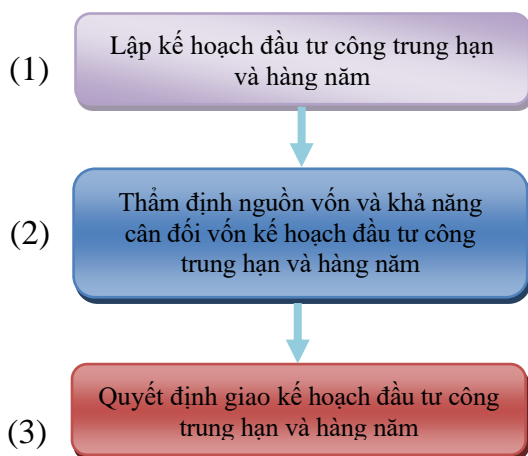 (1)
Lập kế hoạch đầu tư công trung hạn
và hàng năm
(2)
Thẩm định nguồn vốn và khả năng
cân đối vốn kế hoạch đầu tư công
trung hạn và hàng năm
(3)
Quyết định giao kế hoạch đầu tư công
trung hạn và hàng năm